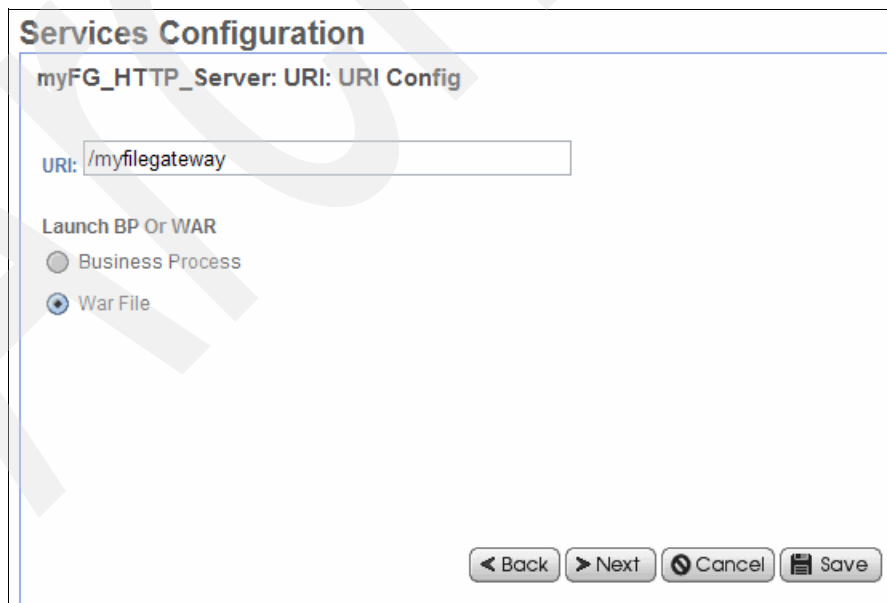 Services Configuration
myFG_HTTP_Server: URI: URI Config
URI: /myfilegateway
Launch BP Or WAR
Business Process
War File
Back Next Cancel Save